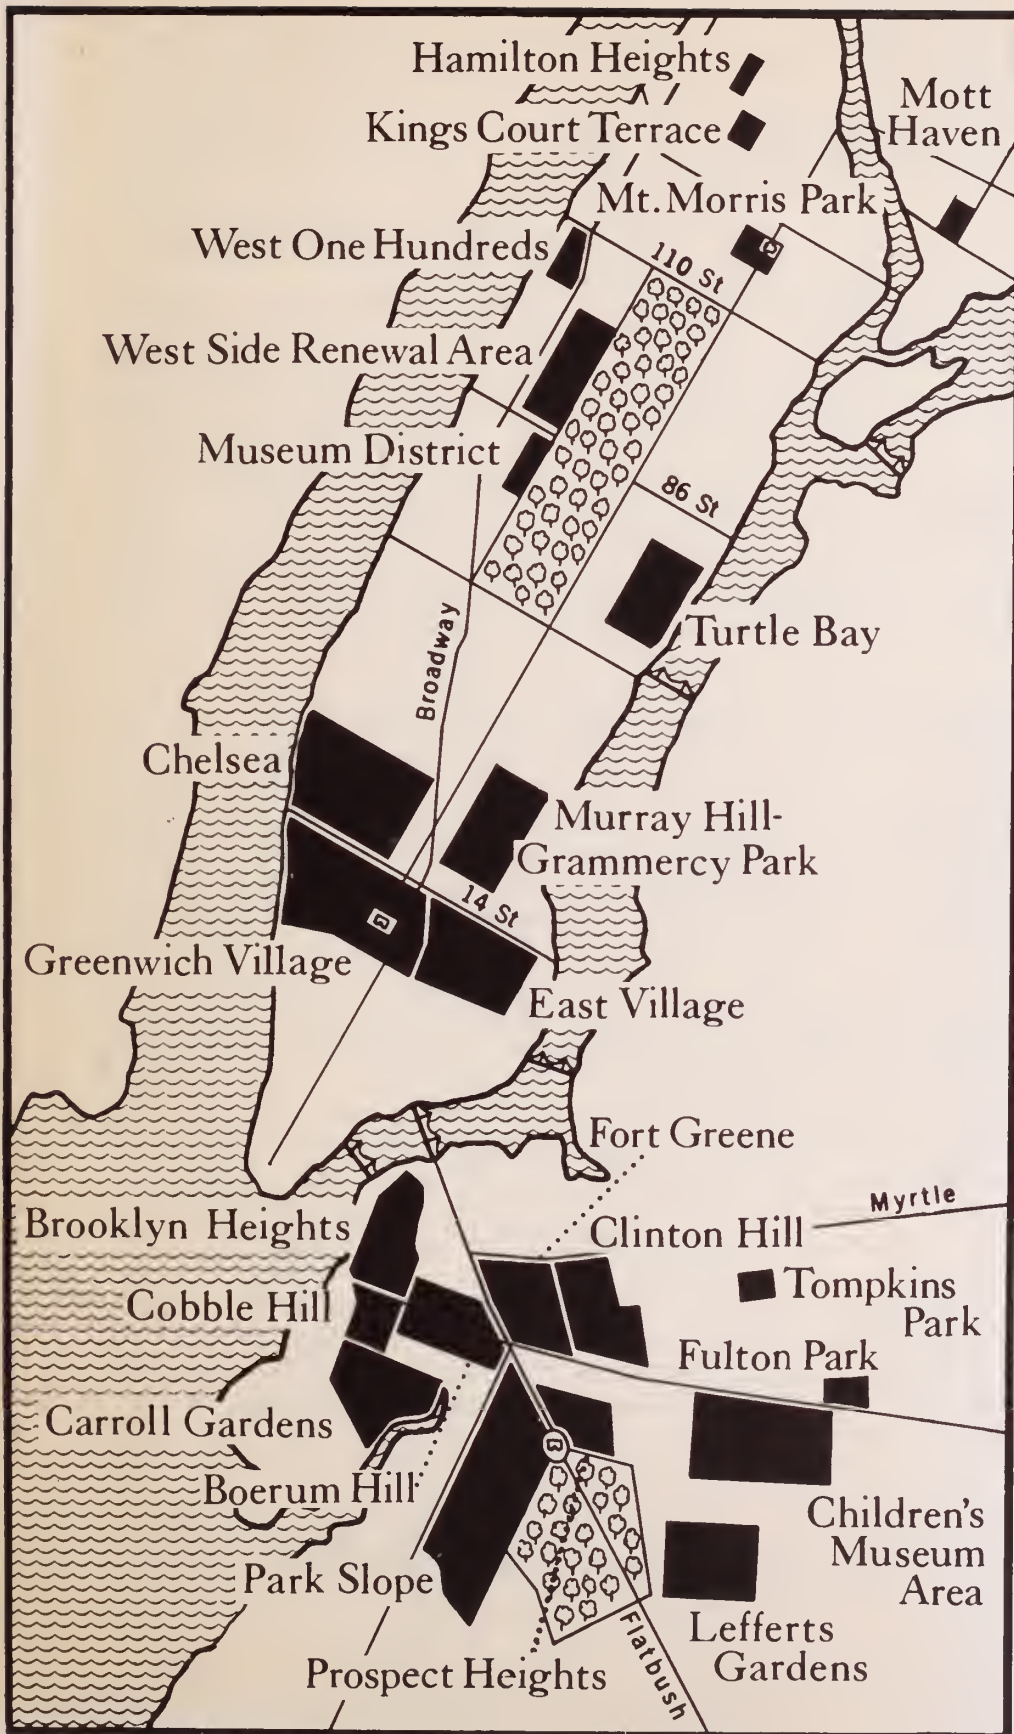 Hamilton Heights
Kings Court Terrace
Mott
Haven
Mt. Morris Park
West One Hundreds
110 St
West Side Renewal Area
Museum District
86 St
Turtle Bay
Broadway
Chelsea
Murray Hill-
Grammercy Park
14 St
Greenwich Village
East Village
Fort Greene
Myrtle
Brooklyn Heights
Clinton Hill
Tompkins
Park
Cobble Hill
Fulton Park
Carroll Gardens
Boerum Hill
Children's
Museum
Area
Park Slope
Lefferts
Gardens
Flatbush
Prospect Heights